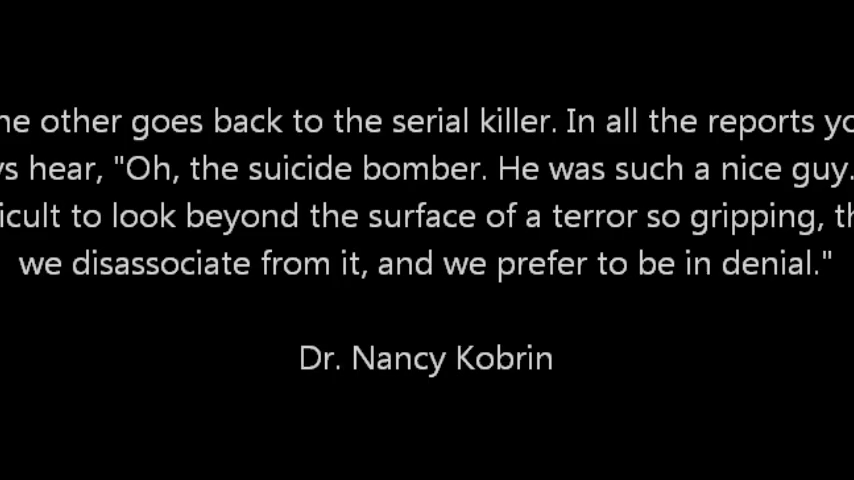 he other goes back to the serial killer. In all the reports yo
s hear, "Oh, the suicide bomber. He was such a nice guy.
icult to look beyond the surface of a terror so gripping, th
we disassociate from it, and we prefer to be in denial."
Dr. Nancy Kobrin